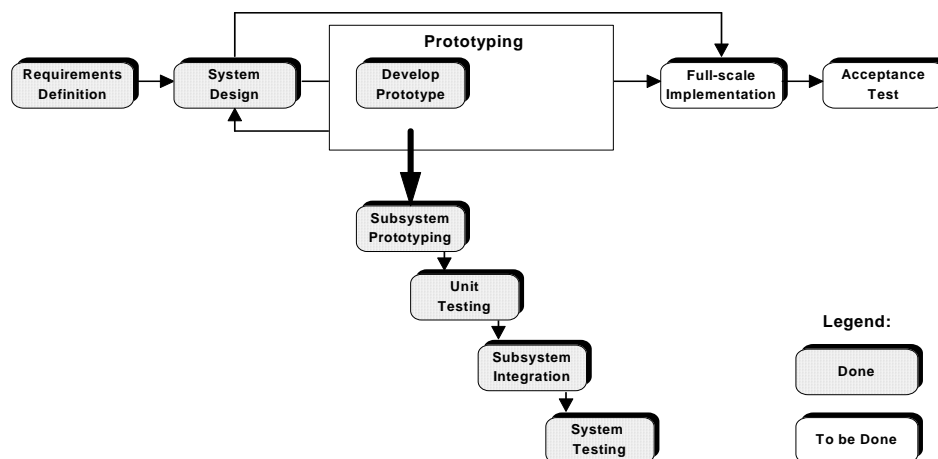 Prototyping
Requirements
Definition
System
Design
Develop
Prototype
Full-scale
Implementation
Acceptance
Test
Subsystem
Prototyping
Unit
Testing
Subsystem
Integration
System
Testing
Legend:
Done
To be Done